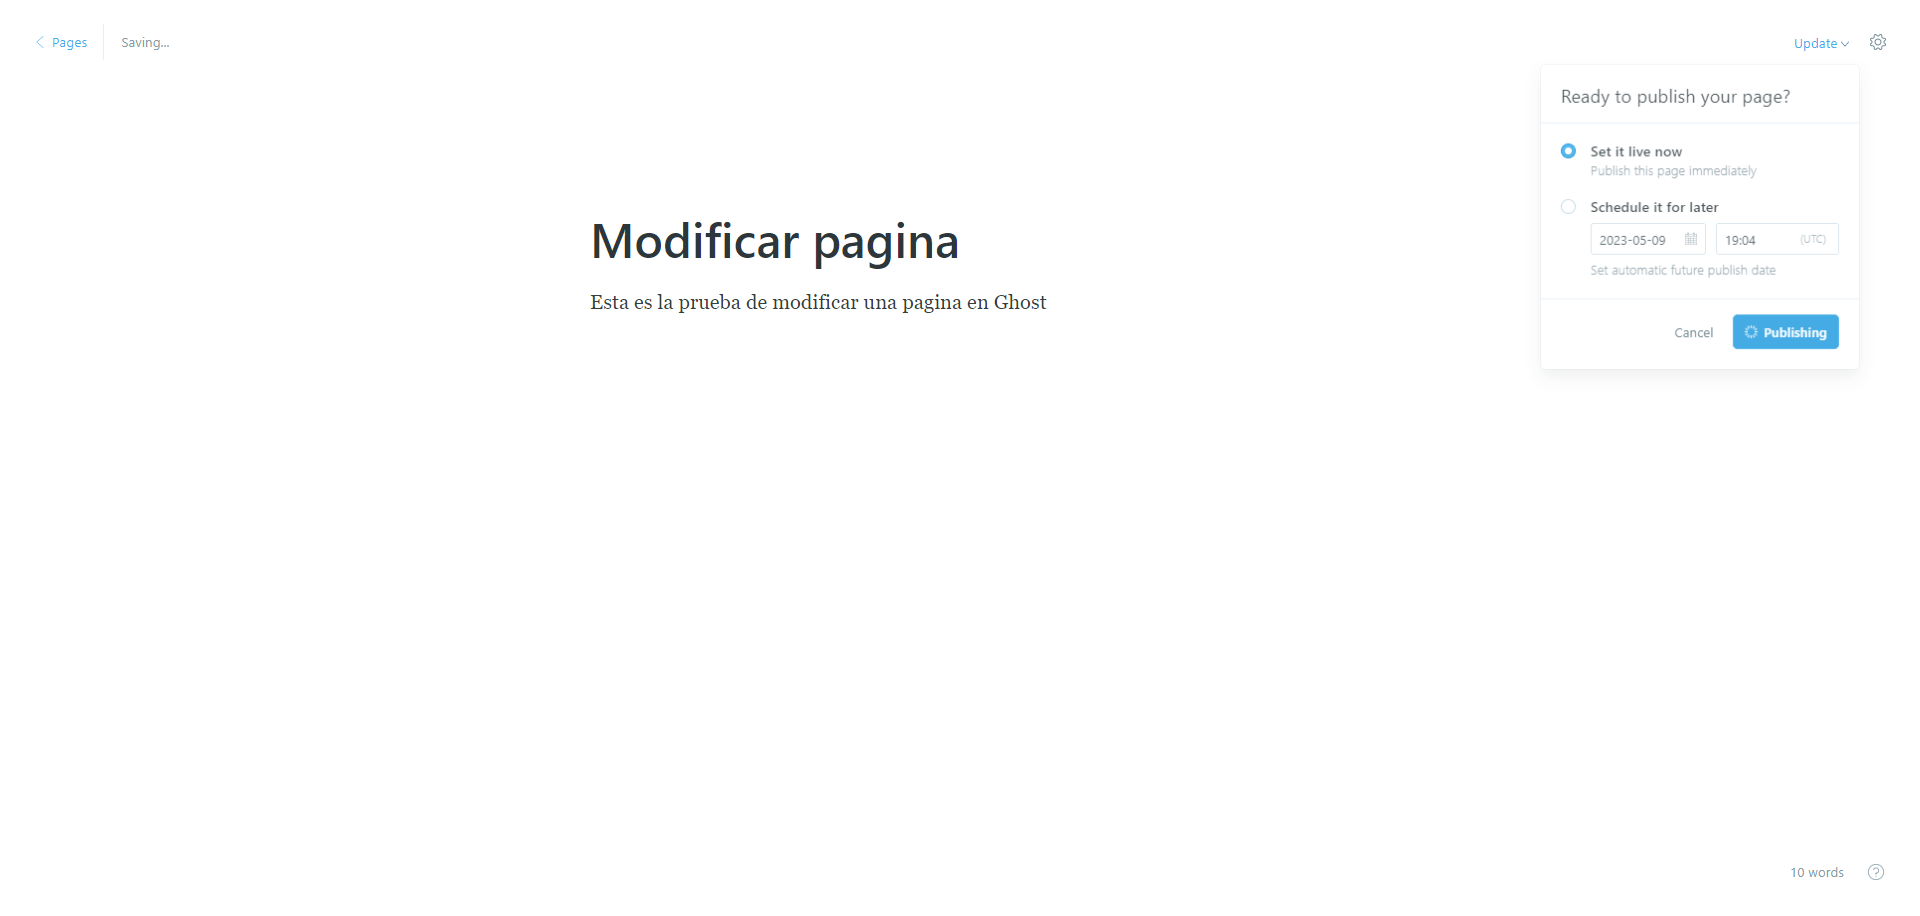 Pages
Saving...
Update
Ready to publish your page?
Set it live now
Publish this page immediately
Schedule it for later
2023-05-09
19:04 (UTC)
Set automatic future publish date
Cancel
Publishing
Modificar pagina
Esta es la prueba de modificar una pagina en Ghost
10 words
?